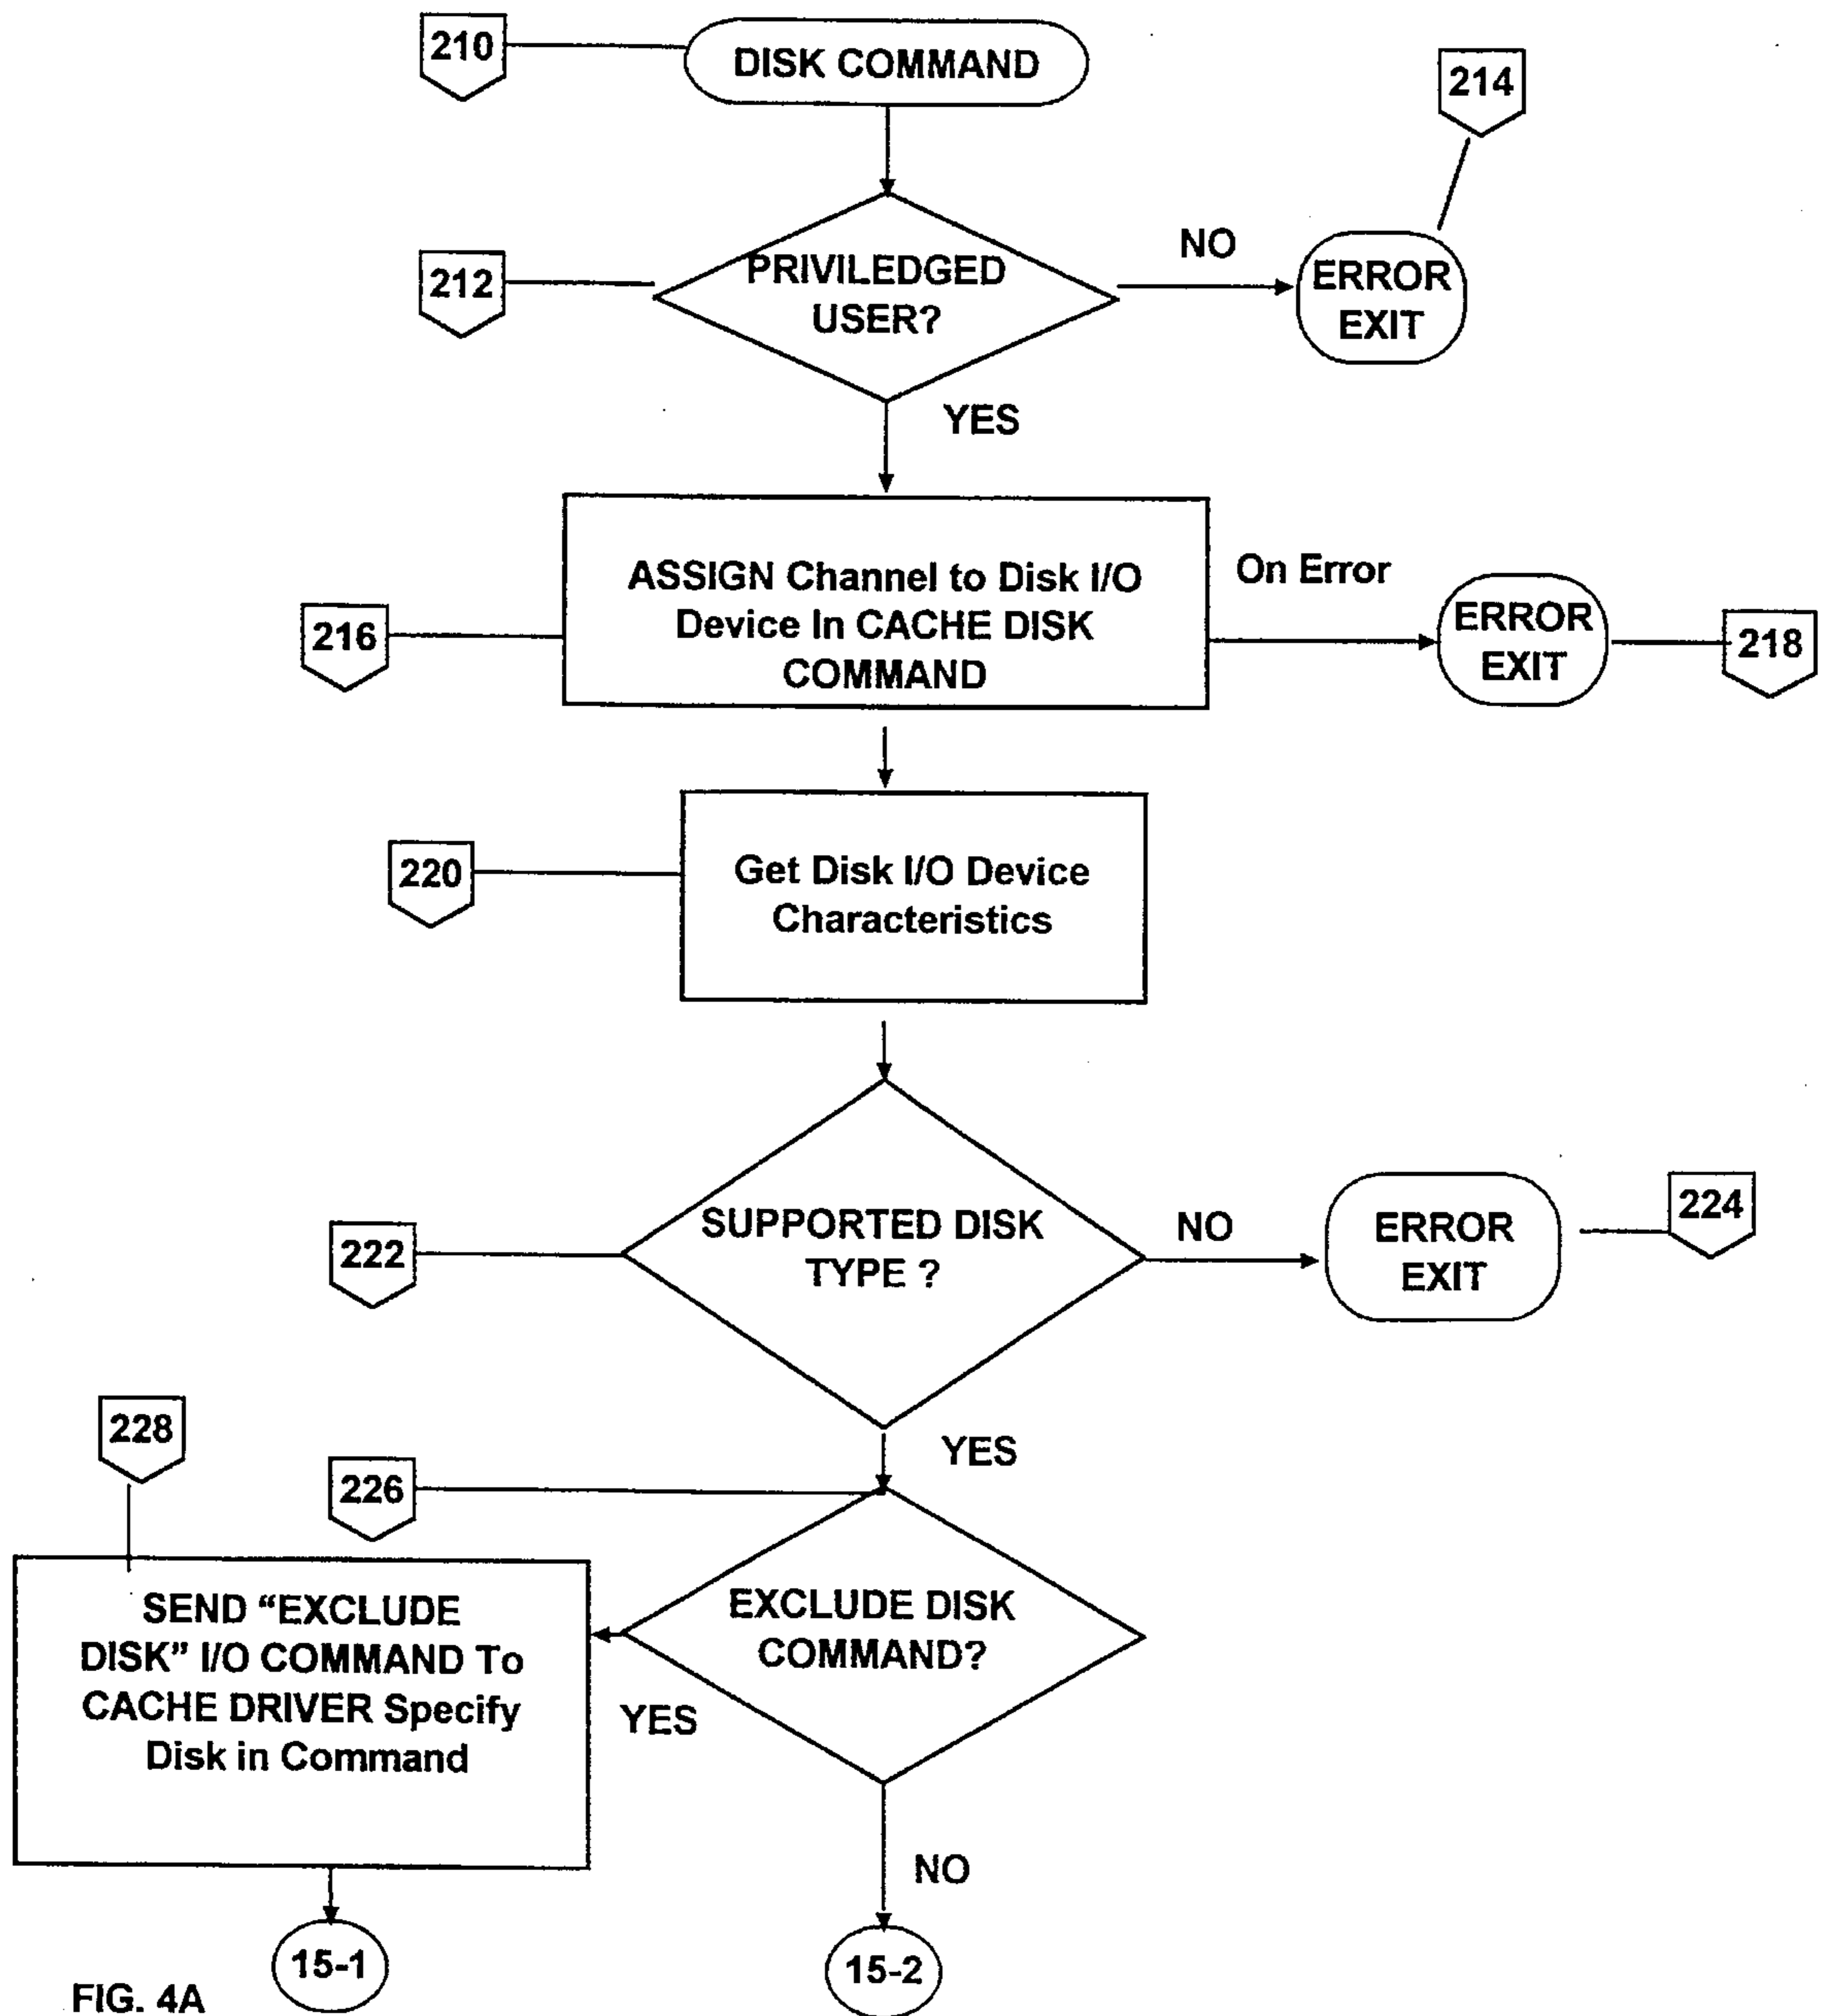 210
DISK COMMAND
214
212
PRIVILEDGED
USER?
NO
ERROR
EXIT
YES
216
ASSIGN Channel to Disk I/O
Device In CACHE DISK
COMMAND
On Error
ERROR
EXIT
218
220
Get Disk I/O Device
Characteristics
222
SUPPORTED DISK
TYPE ?
NO
ERROR
EXIT
224
YES
228
226
SEND “EXCLUDE
DISK” I/O COMMAND To
CACHE DRIVER Specify
Disk in Command
EXCLUDE DISK
COMMAND?
YES
NO
15-1
15-2
FIG. 4A